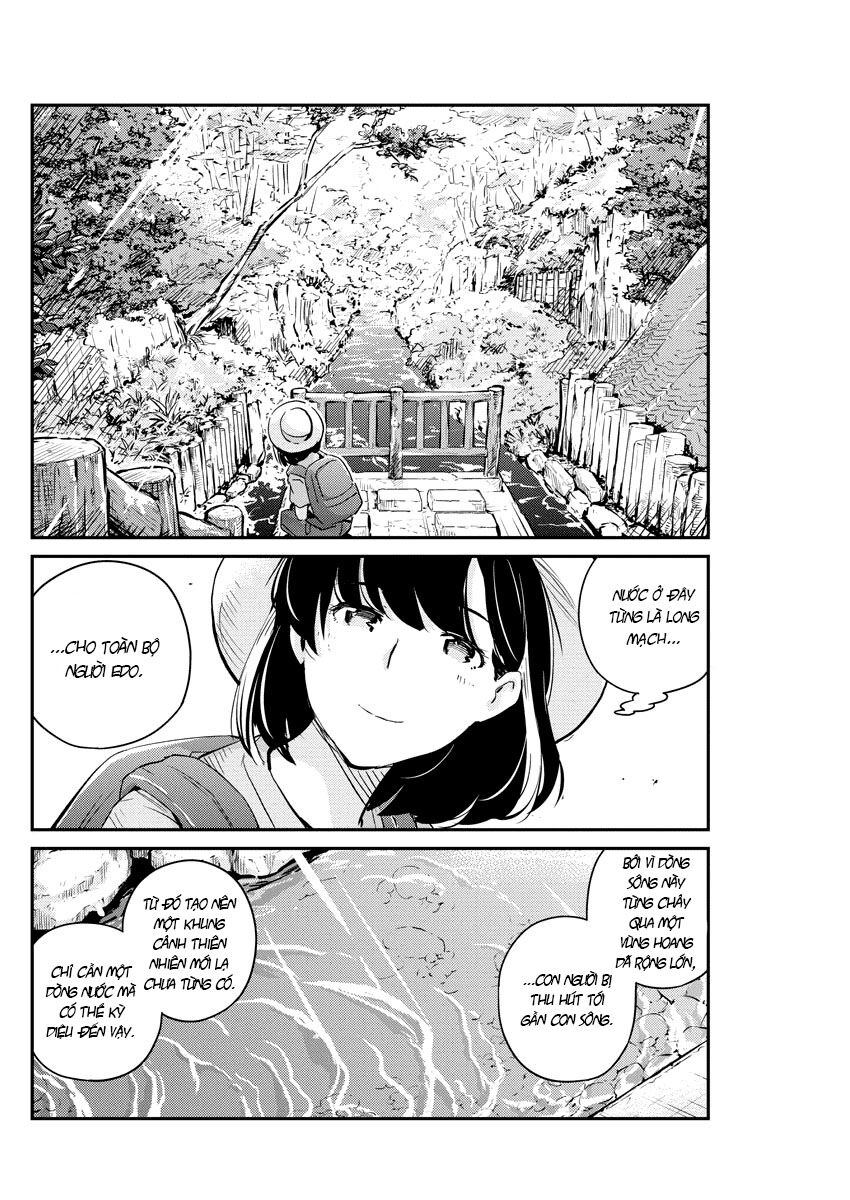 NƯỚC Ở ĐÂY
TỪNG LÀ LONG
MẠCH...
...CHO TOÀN BỘ
NGƯỜI EDO.
BỞI VÌ DÒNG
SÔNG NÀY
TỪNG CHẢY
QUA MỘT
VÙNG HOANG
DÃ RỘNG LỚN,
...CON NGƯỜI BỊ
THU HÚT TỚI
GẦN CON SÔNG.
TỪ ĐÓ TẠO NÊN
MỘT KHUNG
CẢNH THIÊN
NHIÊN MỚI LẠ
CHƯA TỪNG CÓ.
CHỈ CẦN MỘT
DÒNG NƯỚC MÀ
CÓ THỂ KỲ
DIỆU ĐẾN VẬY.